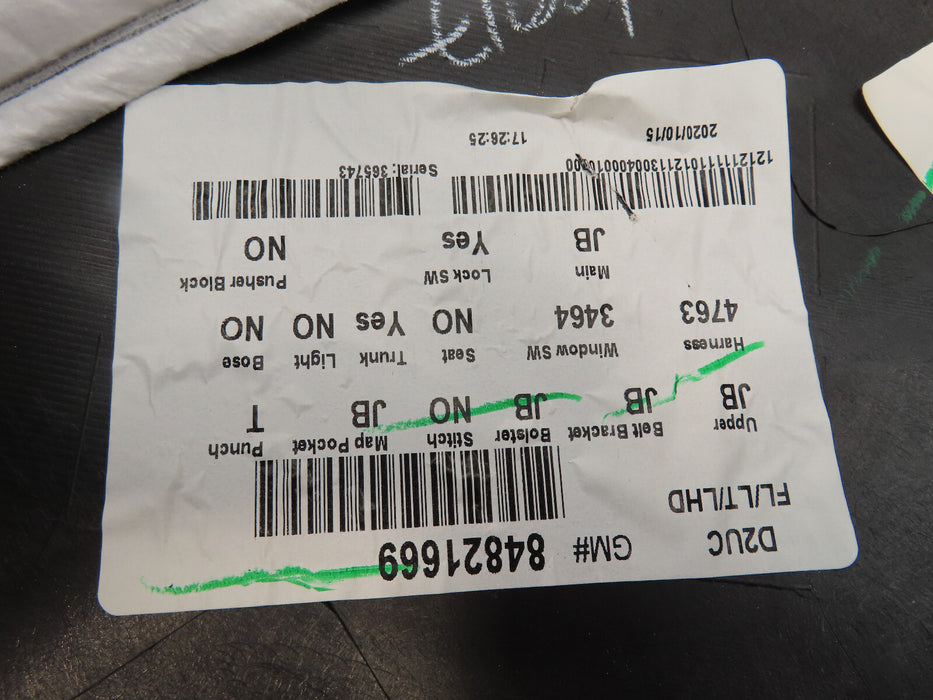 D2UC GM# 84821669
FL/LT/LHD
Upper Belt Bracket Bolster Stitch Map Pocket Punch
JB JB JB NO JB T
Harness Window SW Seat Trunk Light Bose
4763 3464 NO Yes NO NO
Main Lock SW Pusher Block
JB Yes NO
Serial: 365743
2020/10/15 17:26:25